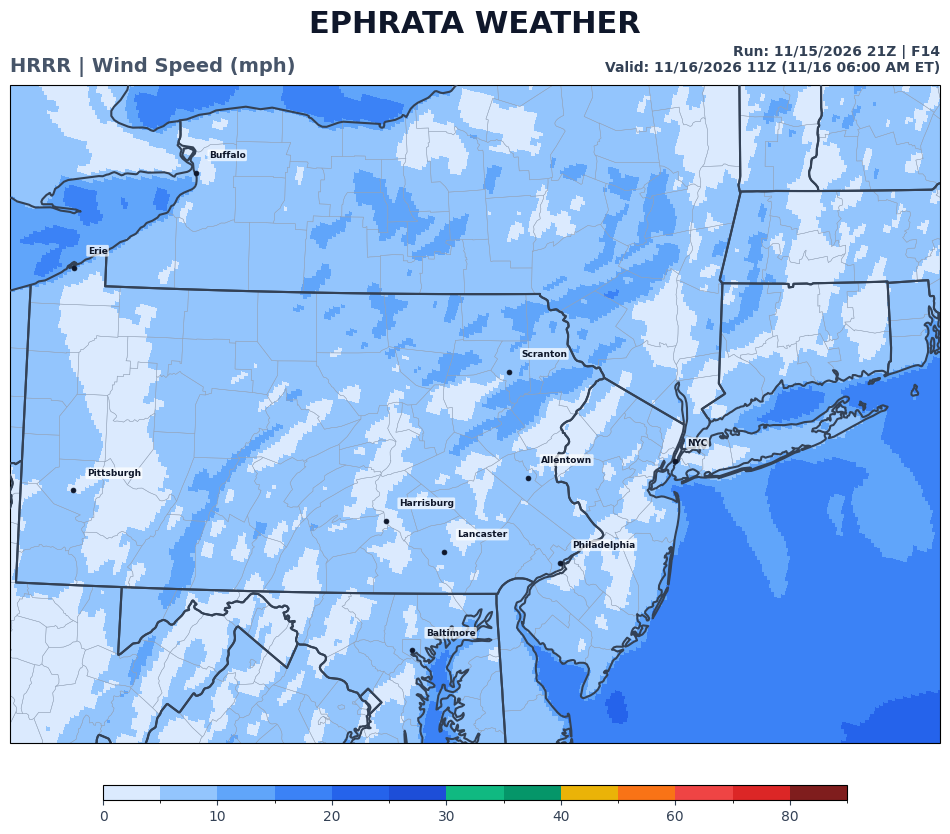 EPHRATA WEATHER
HRRR | Wind Speed (mph)
Run: 11/15/2026 21Z | F14
Valid: 11/16/2026 11Z (11/16 06:00 AM ET)
Buffalo
Erie
Scranton
NYC
Allentown
Pittsburgh
Harrisburg
Lancaster
Philadelphia
Baltimore
0 10 20 30 40 50 60 70 80